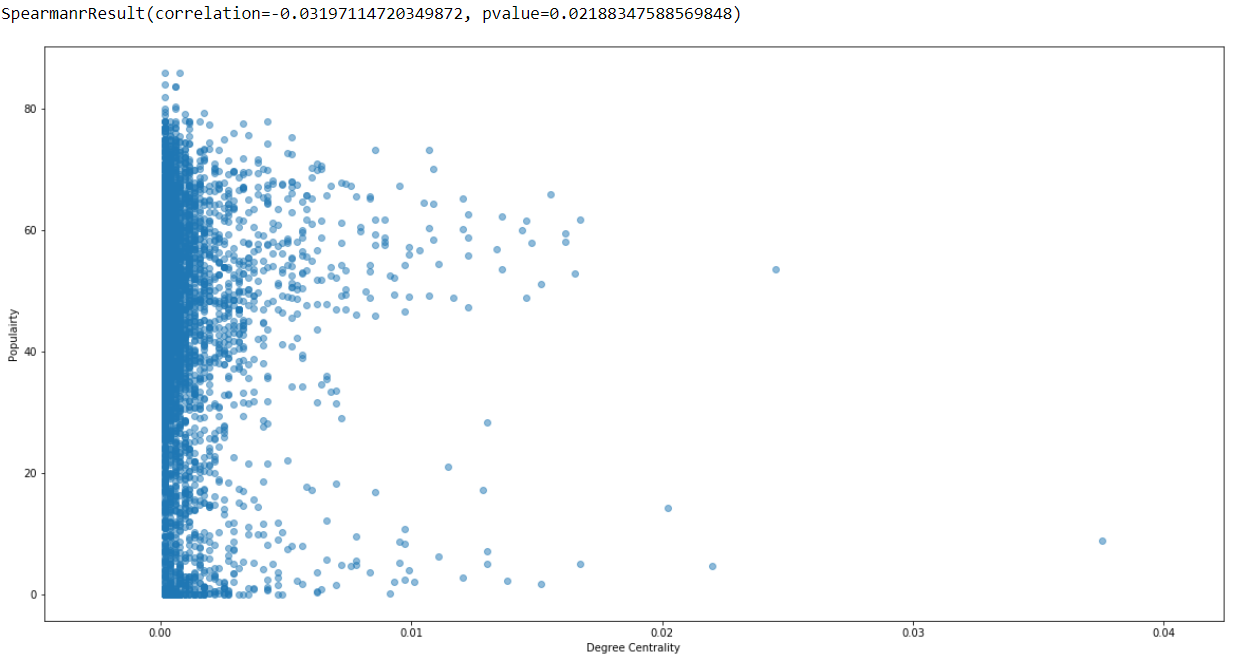 SpearmanrResult(correlation=-0.03197114720349872, pvalue=0.02188347588569848)
80
60
40
20
0
Populairty
0.00 0.01 0.02 0.03 0.04
Degree Centrality